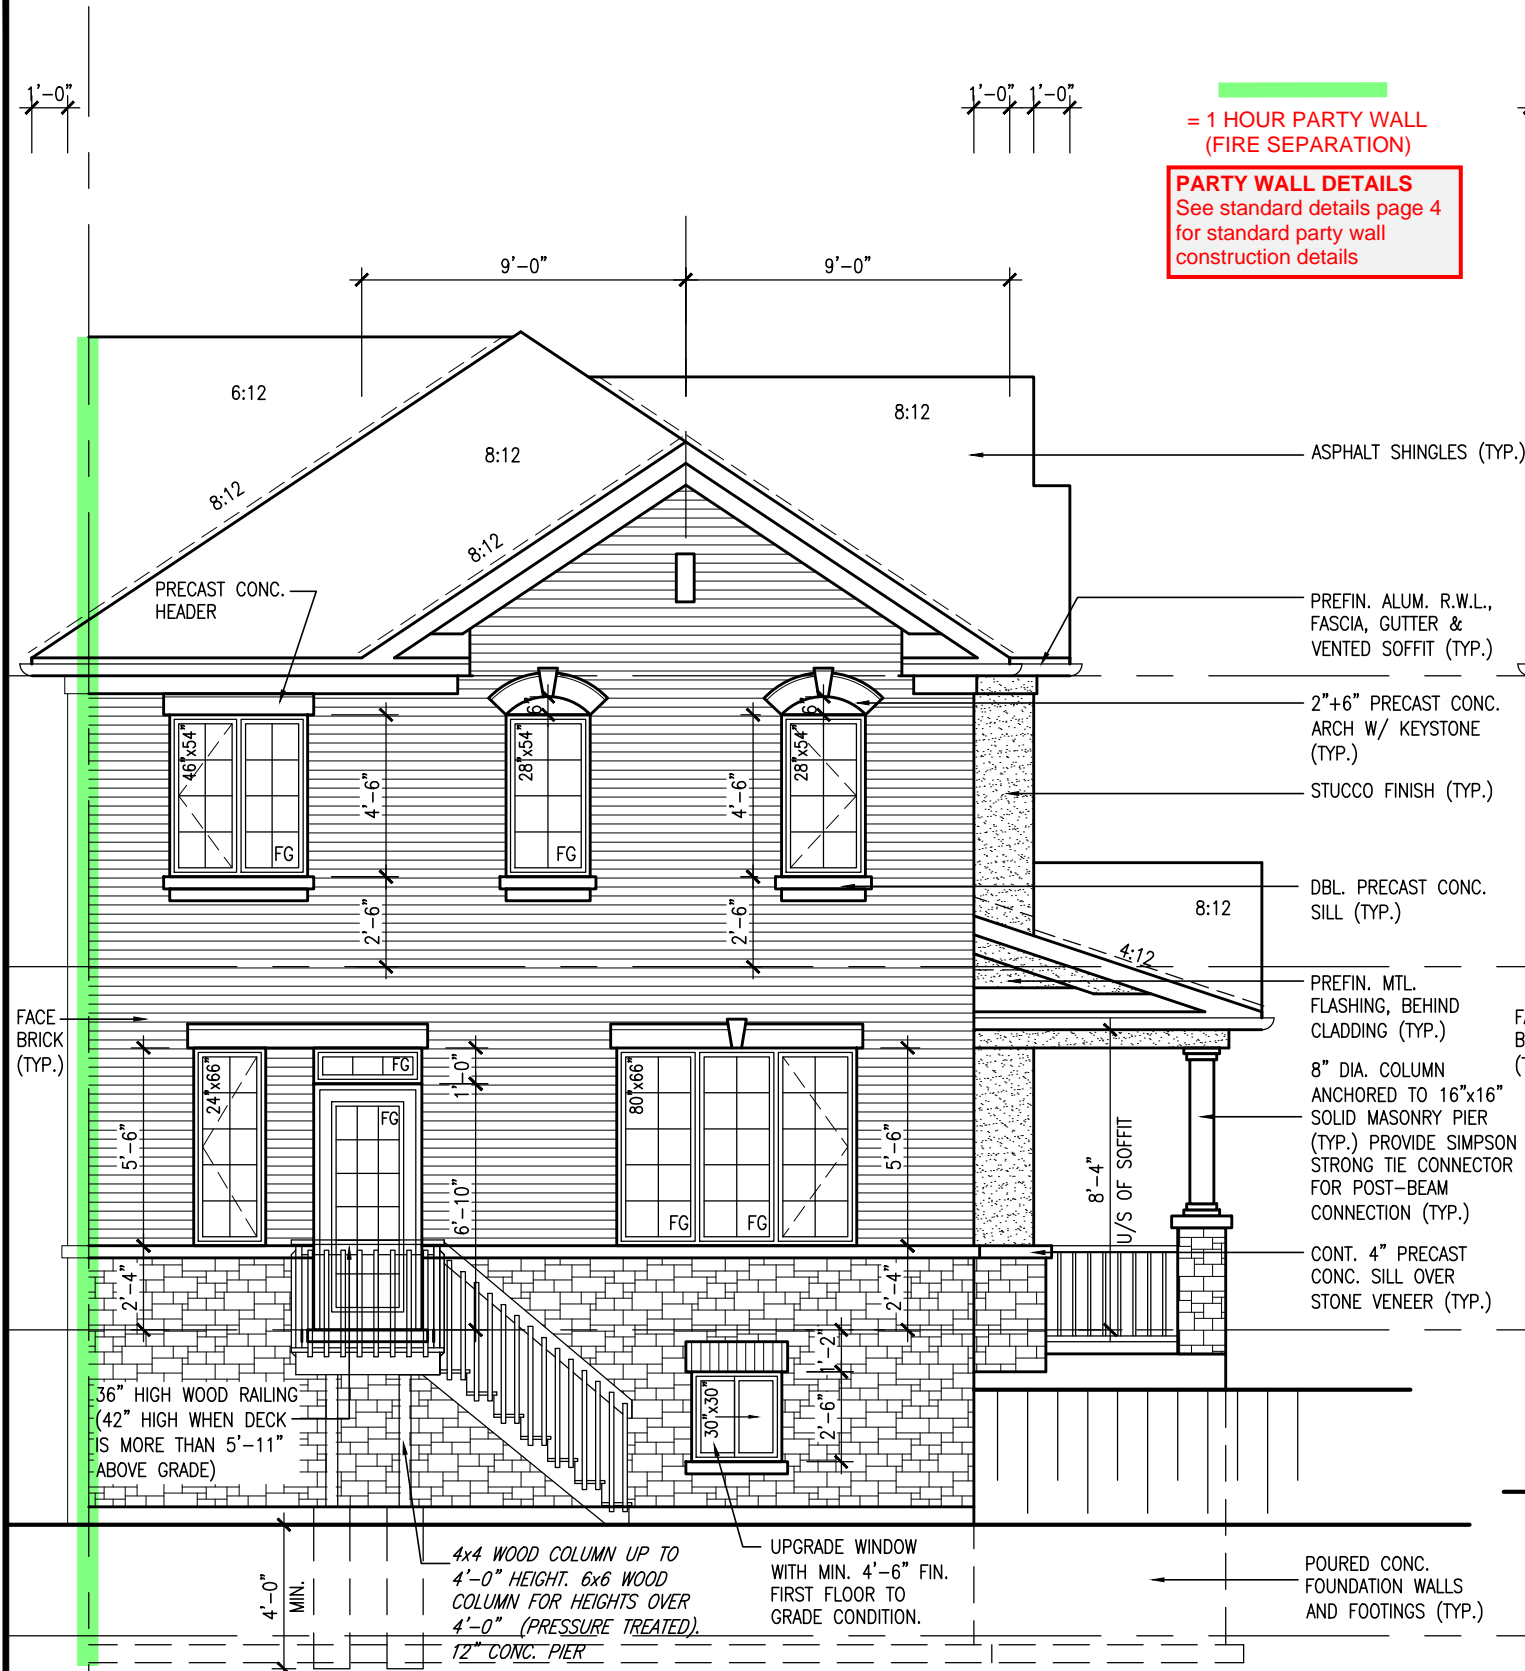 1'-0"
1'-0" 1'-0"
= 1 HOUR PARTY WALL
(FIRE SEPARATION)
PARTY WALL DETAILS
See standard details page 4
for standard party wall
construction details
9'-0"
9'-0"
6:12
8:12
8:12
8:12
8:12
ASPHALT SHINGLES (TYP.)
PRECAST CONC.
HEADER
PREFIN. ALUM. R.W.L.,
FASCIA, GUTTER &
VENTED SOFFIT (TYP.)
6"
6"
2"+6" PRECAST CONC.
ARCH W/ KEYSTONE
(TYP.)
46"x54"
28"x54"
28"x54"
4'-6"
4'-6"
STUCCO FINISH (TYP.)
FG
FG
DBL. PRECAST CONC.
SILL (TYP.)
2'-6"
2'-6"
8:12
4:12
PREFIN. MTL.
FLASHING, BEHIND
CLADDING (TYP.)
FACE
BRICK
(TYP.)
24"x66"
FG
1'-0"
80"x66"
FG
5'-6"
6'-10"
5'-6"
8'-4"
U/S OF SOFFIT
8" DIA. COLUMN
ANCHORED TO 16"x16"
SOLID MASONRY PIER
(TYP.) PROVIDE SIMPSON
STRONG TIE CONNECTOR
FOR POST-BEAM
CONNECTION (TYP.)
FG
FG
CONT. 4" PRECAST
CONC. SILL OVER
STONE VENEER (TYP.)
2'-4"
2'-4"
1'-2"
30"x30"
2'-6"
36" HIGH WOOD RAILING
(42" HIGH WHEN DECK
IS MORE THAN 5'-11"
ABOVE GRADE)
4'-0"
MIN.
4x4 WOOD COLUMN UP TO
4'-0" HEIGHT. 6x6 WOOD
COLUMN FOR HEIGHTS OVER
4'-0" (PRESSURE TREATED).
12" CONC. PIER
UPGRADE WINDOW
WITH MIN. 4'-6" FIN.
FIRST FLOOR TO
GRADE CONDITION.
POURED CONC.
FOUNDATION WALLS
AND FOOTINGS (TYP.)